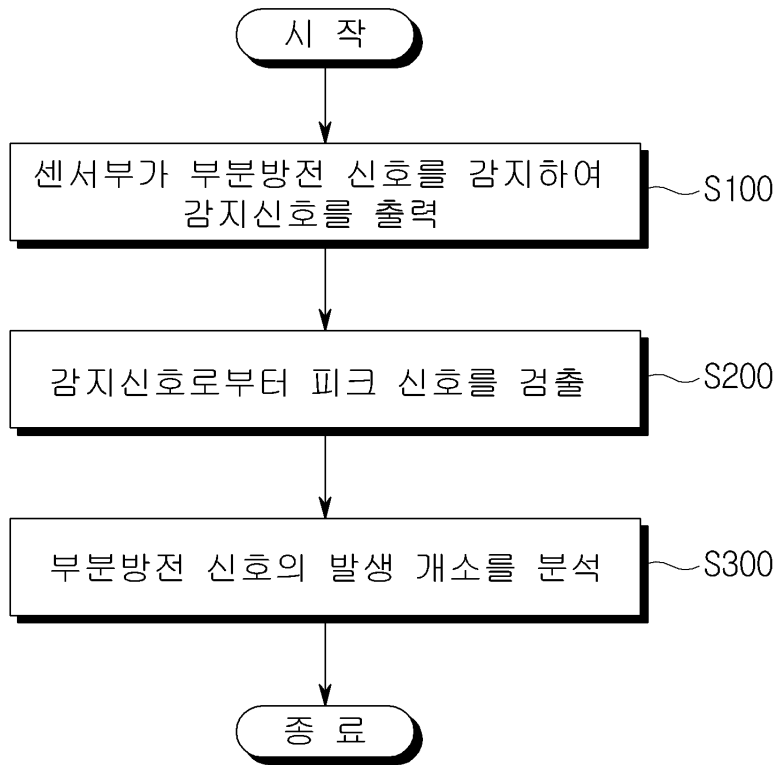 시 작
센서부가 부분방전 신호를 감지하여
감지신호를 출력
S100
감지신호로부터 피크 신호를 검출
S200
부분방전 신호의 발생 개소를 분석
S300
종 료